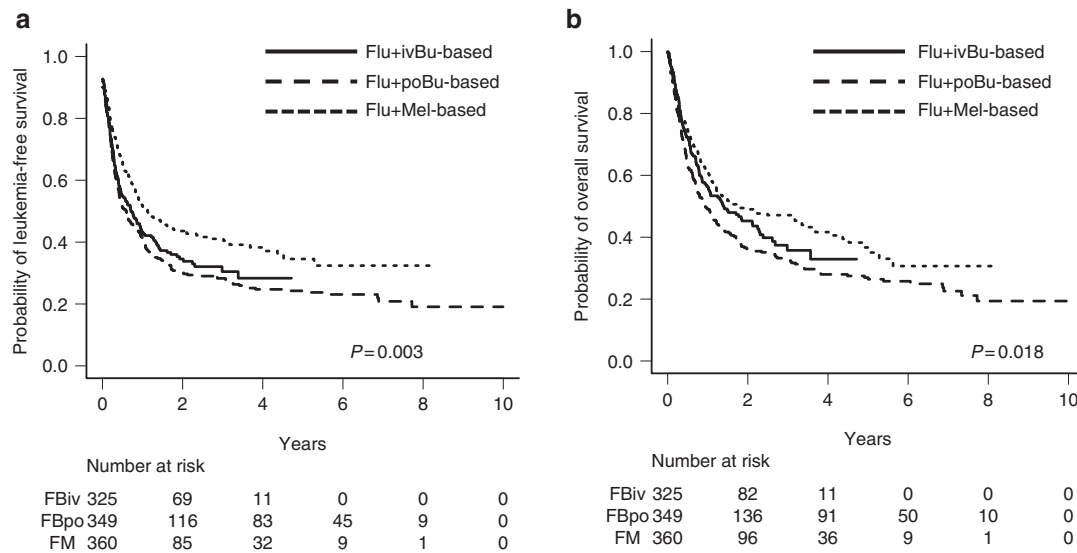 a
Probability of leukemia-free survival
1.0
0.8
0.6
0.4
0.2
0.0
Flu+ivBu-based
Flu+poBu-based
Flu+Mel-based
P=0.003
0 2 4 6 8 10
Years
Number at risk
FBiv 325 69 11 0 0 0
FBpo 349 116 83 45 9 0
FM 360 85 32 9 1 0
b
Probability of overall survival
1.0
0.8
0.6
0.4
0.2
0.0
Flu+ivBu-based
Flu+poBu-based
Flu+Mel-based
P=0.018
0 2 4 6 8 10
Years
Number at risk
FBiv 325 82 11 0 0 0
FBpo 349 136 91 50 10 0
FM 360 96 36 9 1 0